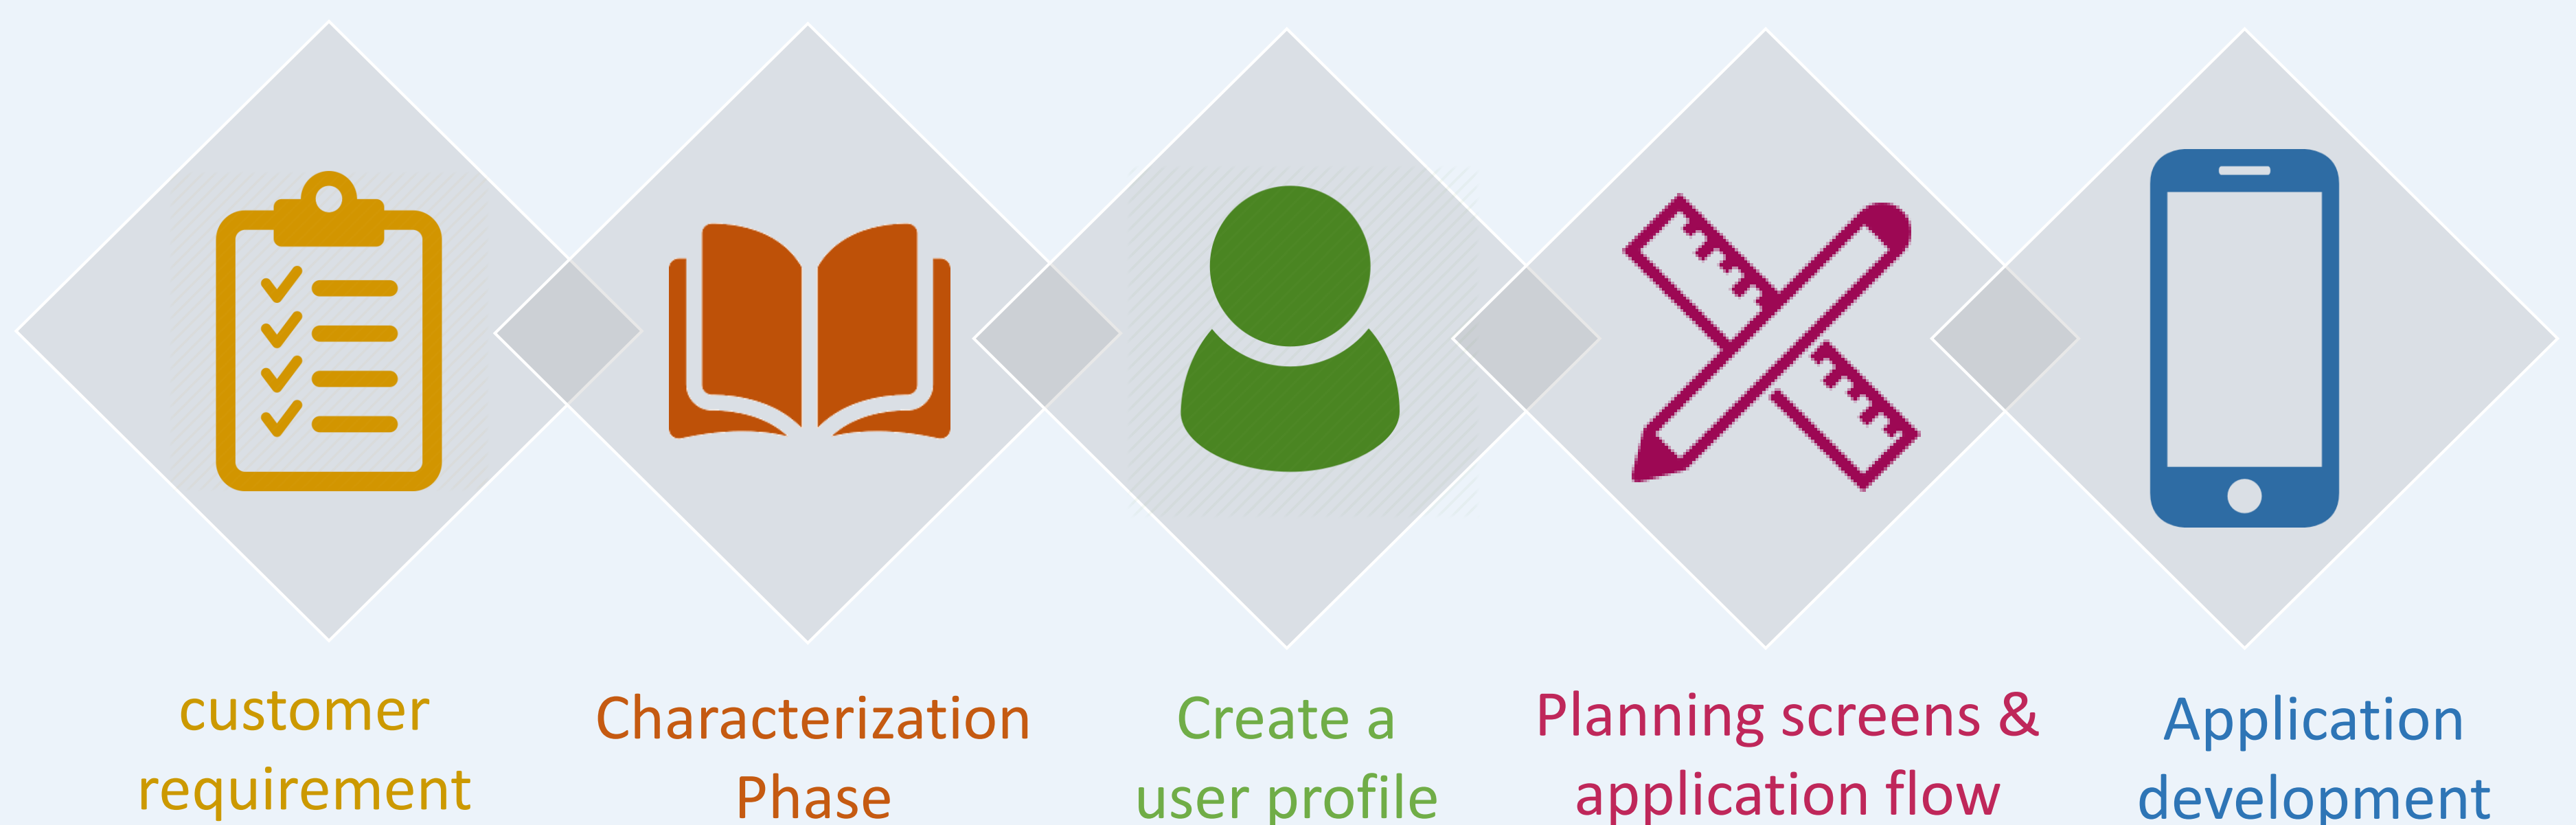 customer
requirement
Characterization
Phase
Create a
user profile
Planning screens &
application flow
Application
development